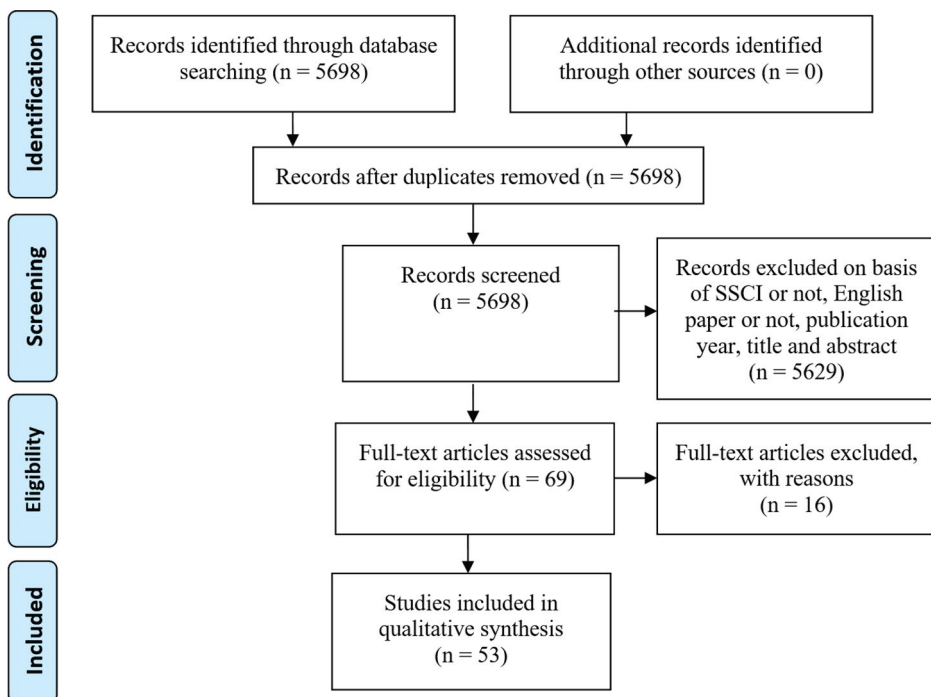 Identification
Records identified through database
searching (n = 5698)
Additional records identified
through other sources (n = 0)
Records after duplicates removed (n = 5698)
Screening
Records screened
(n = 5698)
Records excluded on basis
of SSCI or not, English
paper or not, publication
year, title and abstract
(n = 5629)
Eligibility
Full-text articles assessed
for eligibility (n = 69)
Full-text articles excluded,
with reasons
(n = 16)
Included
Studies included in
qualitative synthesis
(n = 53)